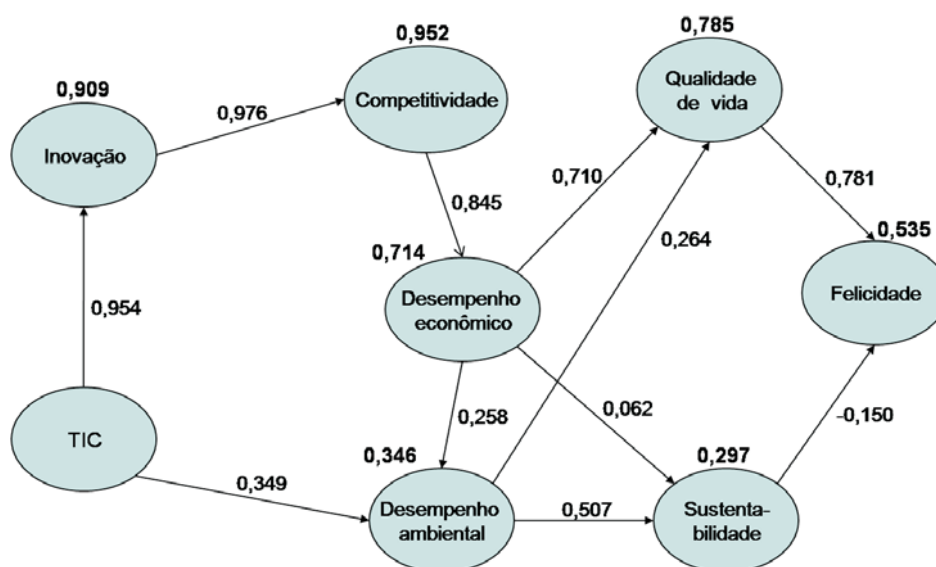 0,952
0,785
0,909
Qualidade
de vida
Competitividade
0,976
Inovação
0,710
0,781
0,845
0,535
0,714
0,264
Desempenho
econômico
Felicidade
0,954
0,258
0,062
-0,150
TIC
0,346
0,297
0,349
Desempenho
ambiental
0,507
Sustenta-
bilidade